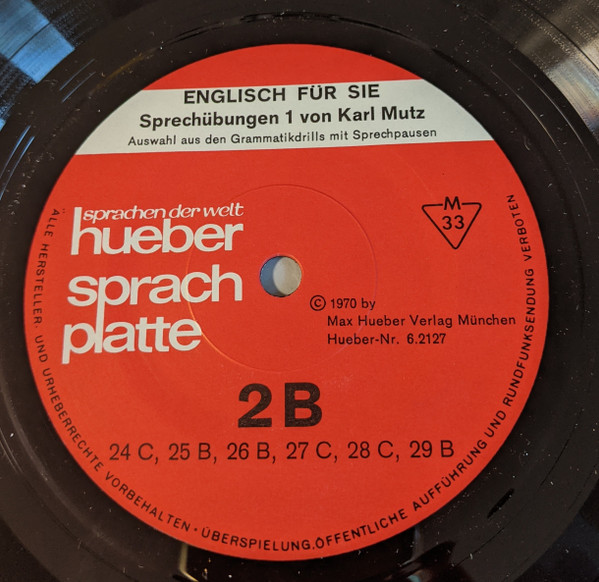 ENGLISCH FÜR SIE
Sprechübungen 1 von Karl Mutz
Auswahl aus den Grammatikdrills mit Sprechpausen
sprachen der welt
hueber
sprach
platte
M
33
© 1970 by
Max Hueber Verlag München
Hueber-Nr. 6.2127
2 B
24 C, 25 B, 26 B, 27 C, 28 C, 29 B
ALLE HERSTELLER- UND URHEBERRECHTE VORBEHALTEN • ÜBERSPIELUNG, ÖFFENTLICHE AUFFÜHRUNG UND RUNDFUNKSENDUNG VERBOTEN